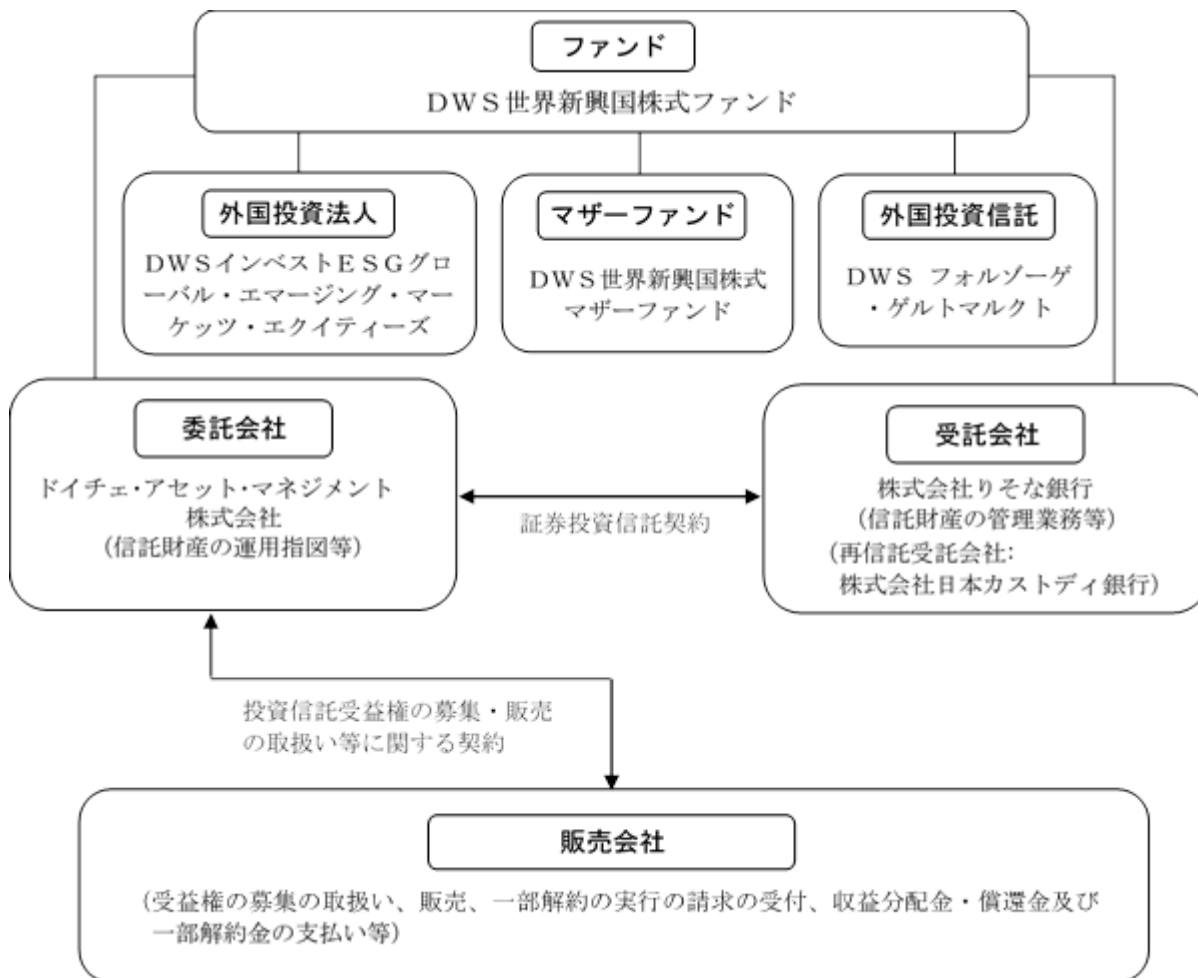 ファンド
DWS世界新興国株式ファンド
外国投資法人
DWSインベストESGグロ
ーバル・エマージング・マー
ケッツ・エクイティーズ
マザーファンド
DWS世界新興国株式
マザーファンド
外国投資信託
DWS フォルゾーゲ
・ゲルトマルクト
委託会社
ドイチェ・アセット・マネジメント
株式会社
(信託財産の運用指図等)
証券投資信託契約
受託会社
株式会社りそな銀行
(信託財産の管理業務等)
(再信託受託会社:
株式会社日本カストディ銀行)
投資信託受益権の募集・販売
の取扱い等に関する契約
販売会社
(受益権の募集の取扱い、販売、一部解約の実行の請求の受付、収益分配金・償還金及び
一部解約金の支払い等)